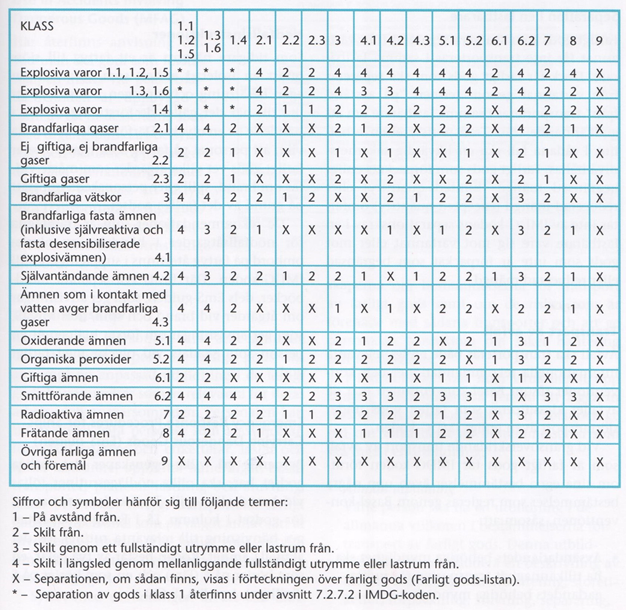 KLASS
1.1
1.2
1.5
1.3
1.6
1.4 2.1 2.2 2.3 3 4.1 4.2 4.3 5.1 5.2 6.1 6.2 7 8 9
Explosiva varor 1.1, 1.2, 1.5 * * * 4 2 2 4 4 4 4 4 4 2 4 2 4 X
Explosiva varor 1.3, 1.6 * * * 4 2 2 4 3 3 4 4 4 2 4 2 2 X
Explosiva varor 1.4 * * * 2 1 1 2 2 2 2 2 2 X 4 2 2 X
Brandfarliga gaser 2.1 4 4 2 X X X 2 1 2 X 2 2 X 4 2 1 X
Ej giftiga, ej brandfarliga
gaser 2.2 2 2 1 X X X 1 X 1 X X 1 X 2 1 X X
Giftiga gaser 2.3 2 2 1 X X X 2 X 2 X X 2 X 2 1 X X
Brandfarliga vätskor 3 4 4 2 2 1 2 X X 2 1 2 2 X 3 2 X X
Brandfarliga fasta ämnen
(inklusive självreaktiva och
fasta desensibiliserade
explosivämnen) 4.1 4 3 2 1 X X X X 1 X 1 2 X 3 2 1 X
Självantändande ämnen 4.2 4 3 2 2 1 2 2 1 X 1 2 2 1 3 2 1 X
Ämnen som i kontakt med
vatten avger brandfarliga
gaser 4.3 4 4 2 X X X 1 X 1 X 2 2 X 2 2 1 X
Oxiderande ämnen 5.1 4 4 2 2 X X 2 1 2 2 X 2 1 3 1 2 X
Organiska peroxider 5.2 4 4 2 2 1 2 2 2 2 2 2 X 1 3 2 2 X
Giftiga ämnen 6.1 2 2 X X X X X X 1 X 1 1 X 1 X X X
Smittförande ämnen 6.2 4 4 4 4 2 2 3 3 3 2 3 3 1 X 3 3 X
Radioaktiva ämnen 7 2 2 2 2 1 1 2 2 2 2 1 2 X 3 X 2 X
Frätande ämnen 8 4 2 2 1 X X X 1 1 1 2 2 X 3 2 X X
Övriga farliga ämnen
och föremål 9 X X X X X X X X X X X X X X X X X
Siffror och symboler hänför sig till följande termer:
1 – På avstånd från.
2 – Skilt från.
3 – Skilt genom ett fullständigt utrymme eller lastrum från.
4 – Skilt i längsled genom mellanliggande fullständigt utrymme eller lastrum från.
X – Separationen, om sådan finns, visas i förteckningen över farligt gods (Farligt gods-listan).
* – Separation av gods i klass 1 återfinns under avsnitt 7.2.7.2 i IMDG-koden.